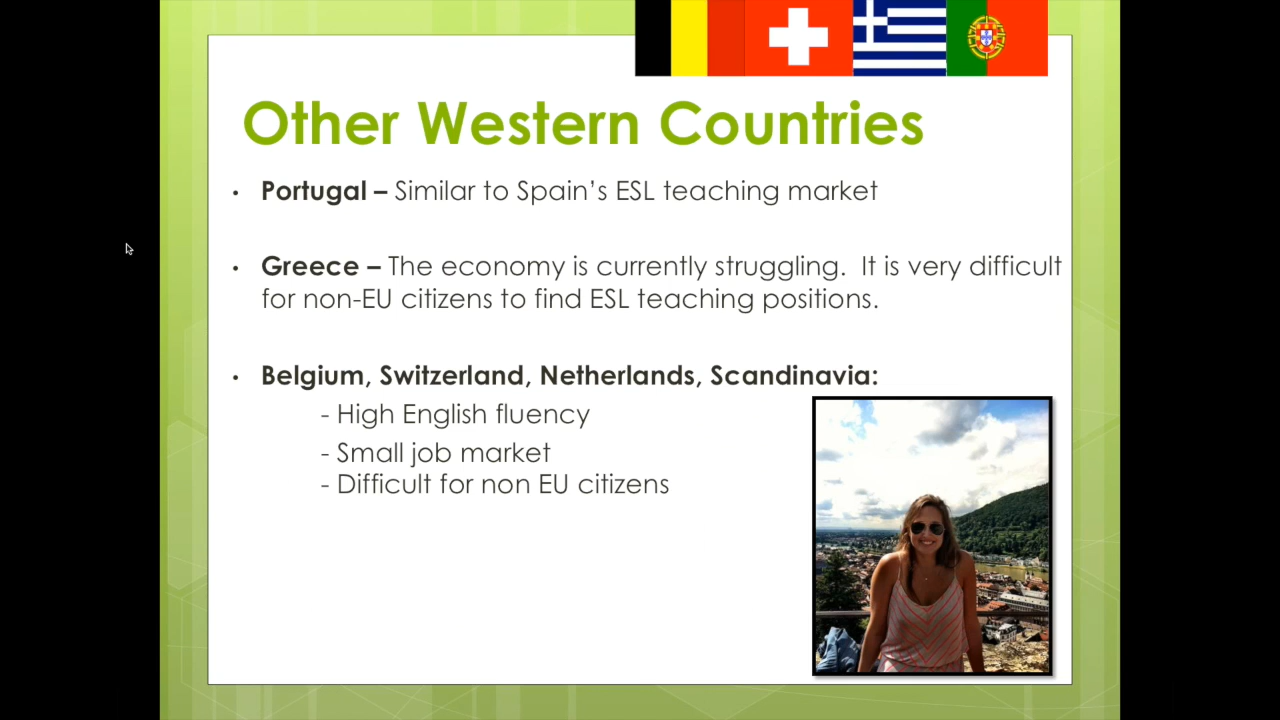 Other Western Countries
• Portugal – Similar to Spain’s ESL teaching market
• Greece – The economy is currently struggling.  It is very difficult
for non-EU citizens to find ESL teaching positions.
• Belgium, Switzerland, Netherlands, Scandinavia:
- High English fluency
- Small job market
- Difficult for non EU citizens